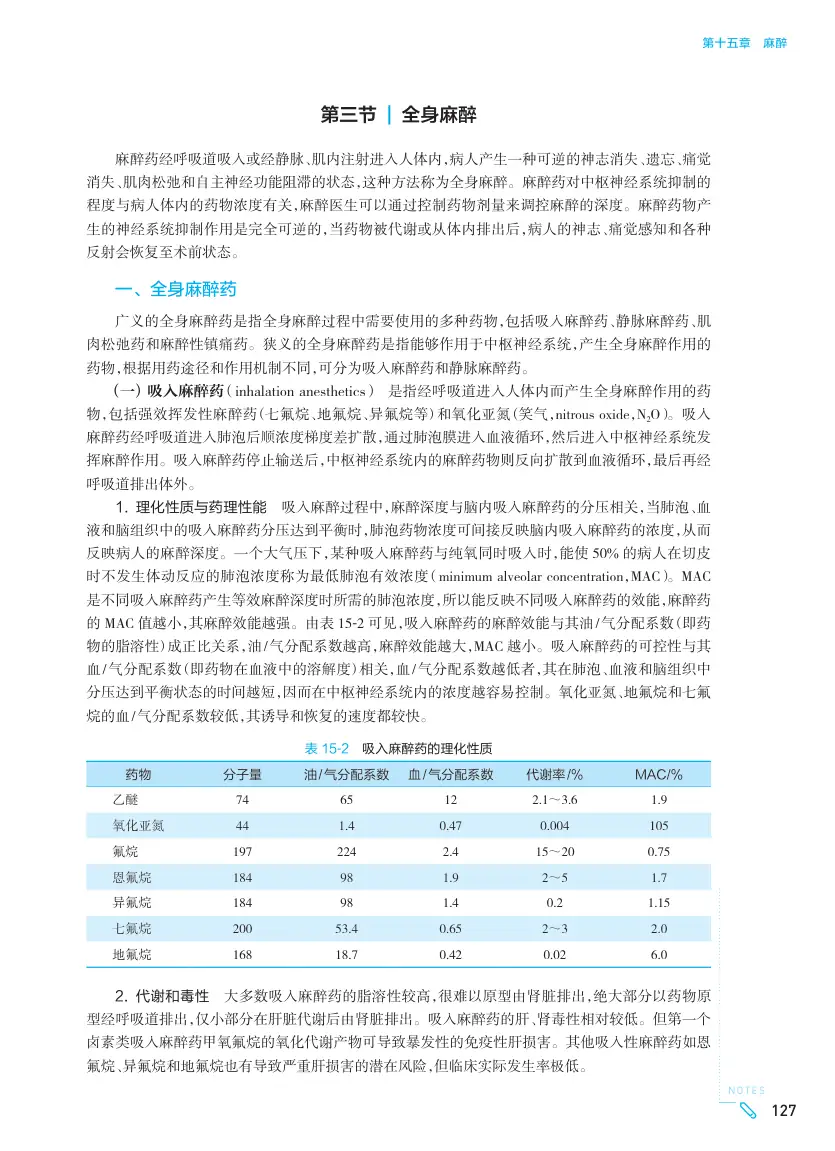 第十五章 麻醉
第三节 | 全身麻醉
麻醉药经呼吸道吸入或经静脉、肌内注射进入人体内,病人产生一种可逆的神志消失、遗忘、痛觉
消失、肌肉松弛和自主神经功能阻滞的状态,这种方法称为全身麻醉。麻醉药对中枢神经系统抑制的
程度与病人体内的药物浓度有关,麻醉医生可以通过控制药物剂量来调控麻醉的深度。麻醉药物产
生的神经系统抑制作用是完全可逆的,当药物被代谢或从体内排出后,病人的神志、痛觉感知和各种
反射会恢复至术前状态。
一、全身麻醉药
广义的全身麻醉药是指全身麻醉过程中需要使用的多种药物,包括吸入麻醉药、静脉麻醉药、肌
肉松弛药和麻醉性镇痛药。狭义的全身麻醉药是指能够作用于中枢神经系统,产生全身麻醉作用的
药物,根据用药途径和作用机制不同,可分为吸入麻醉药和静脉麻醉药。
(一)吸入麻醉药(inhalation anesthetics) 是指经呼吸道进入人体内而产生全身麻醉作用的药
物,包括强效挥发性麻醉药(七氟烷、地氟烷、异氟烷等)和氧化亚氮(笑气,nitrous oxide,N₂O)。吸入
麻醉药经呼吸道进入肺泡后顺浓度梯度差扩散,通过肺泡膜进入血液循环,然后进入中枢神经系统发
挥麻醉作用。吸入麻醉药停止输送后,中枢神经系统内的麻醉药物则反向扩散到血液循环,最后再经
呼吸道排出体外。
1. 理化性质与药理性能 吸入麻醉过程中,麻醉深度与脑内吸入麻醉药的分压相关,当肺泡、血
液和脑组织中的吸入麻醉药分压达到平衡时,肺泡药物浓度可间接反映脑内吸入麻醉药的浓度,从而
反映病人的麻醉深度。一个大气压下,某种吸入麻醉药与纯氧同时吸入时,能使 50% 的病人在切皮
时不发生体动反应的肺泡浓度称为最低肺泡有效浓度(minimum alveolar concentration,MAC)。MAC
是不同吸入麻醉药产生等效麻醉深度时所需的肺泡浓度,所以能反映不同吸入麻醉药的效能,麻醉药
的 MAC 值越小,其麻醉效能越强。由表 15-2 可见,吸入麻醉药的麻醉效能与其油/气分配系数(即药
物的脂溶性)成正比关系,油/气分配系数越高,麻醉效能越大,MAC 越小。吸入麻醉药的可控性与其
血/气分配系数(即药物在血液中的溶解度)相关,血/气分配系数越低者,其在肺泡、血液和脑组织中
分压达到平衡状态的时间越短,因而在中枢神经系统内的浓度越容易控制。氧化亚氮、地氟烷和七氟
烷的血/气分配系数较低,其诱导和恢复的速度都较快。
表 15-2 吸入麻醉药的理化性质
药物 分子量 油/气分配系数 血/气分配系数 代谢率/% MAC/%
乙醚 74 65 12 2.1～3.6 1.9
氧化亚氮 44 1.4 0.47 0.004 105
氟烷 197 224 2.4 15～20 0.75
恩氟烷 184 98 1.9 2～5 1.7
异氟烷 184 98 1.4 0.2 1.15
七氟烷 200 53.4 0.65 2～3 2.0
地氟烷 168 18.7 0.42 0.02 6.0
2. 代谢和毒性 大多数吸入麻醉药的脂溶性较高,很难以原型由肾脏排出,绝大部分以药物原
型经呼吸道排出,仅小部分在肝脏代谢后由肾脏排出。吸入麻醉药的肝、肾毒性相对较低。但第一个
卤素类吸入麻醉药甲氧氟烷的氧化代谢产物可导致暴发性的免疫性肝损害。其他吸入性麻醉药如恩
氟烷、异氟烷和地氟烷也有导致严重肝损害的潜在风险,但临床实际发生率极低。
NOTES
127